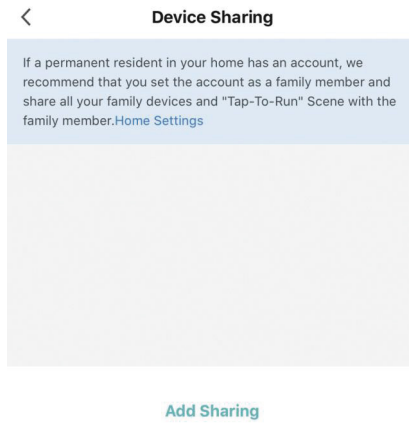 Device Sharing
If a permanent resident in your home has an account, we
recommend that you set the account as a family member and
share all your family devices and "Tap-To-Run" Scene with the
family member.Home Settings
Add Sharing